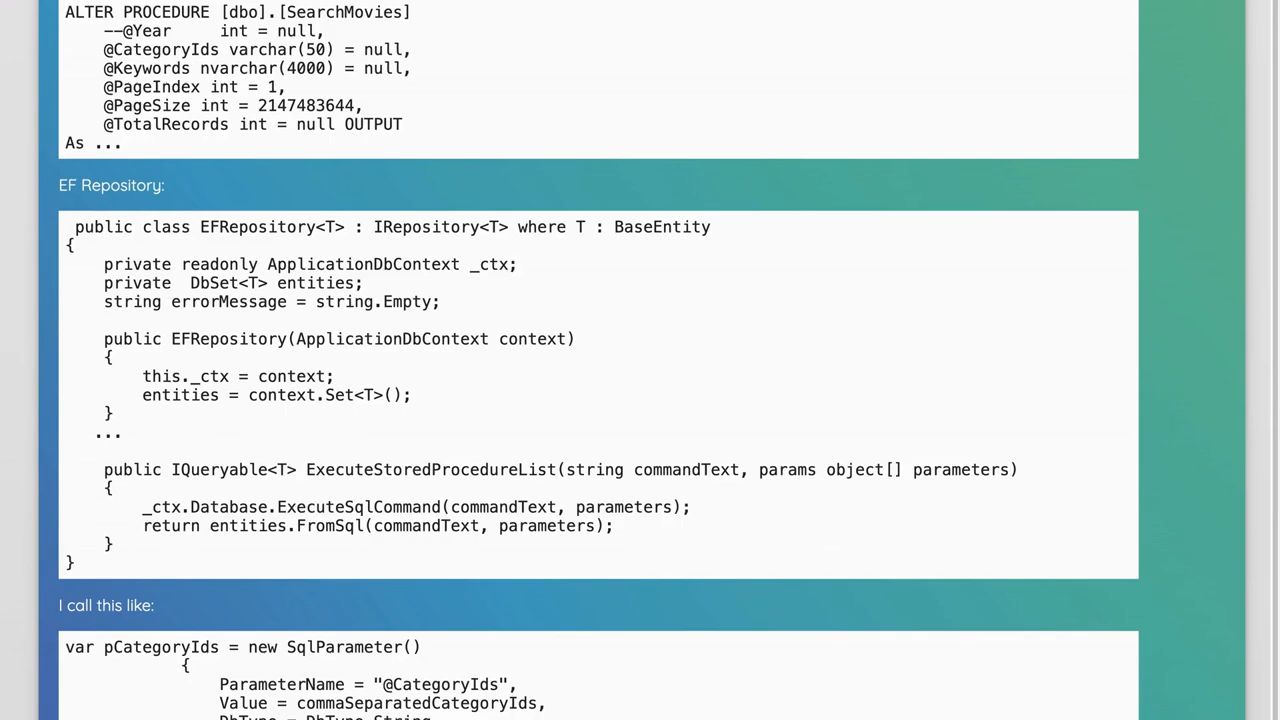 ALTER PROCEDURE [dbo].[SearchMovies]
--@Year     int = null,
@CategoryIds varchar(50) = null,
@Keywords nvarchar(4000) = null,
@PageIndex int = 1,
@PageSize int = 2147483644,
@TotalRecords int = null OUTPUT
As ...
EF Repository:
public class EFRepository<T> : IRepository<T> where T : BaseEntity
{
private readonly ApplicationDbContext _ctx;
private  DbSet<T> entities;
string errorMessage = string.Empty;
public EFRepository(ApplicationDbContext context)
{
this._ctx = context;
entities = context.Set<T>();
}
...
public IQueryable<T> ExecuteStoredProcedureList(string commandText, params object[] parameters)
{
_ctx.Database.ExecuteSqlCommand(commandText, parameters);
return entities.FromSql(commandText, parameters);
}
}
I call this like:
var pCategoryIds = new SqlParameter()
{
ParameterName = "@CategoryIds",
Value = commaSeparatedCategoryIds,
DbType = DbType.String